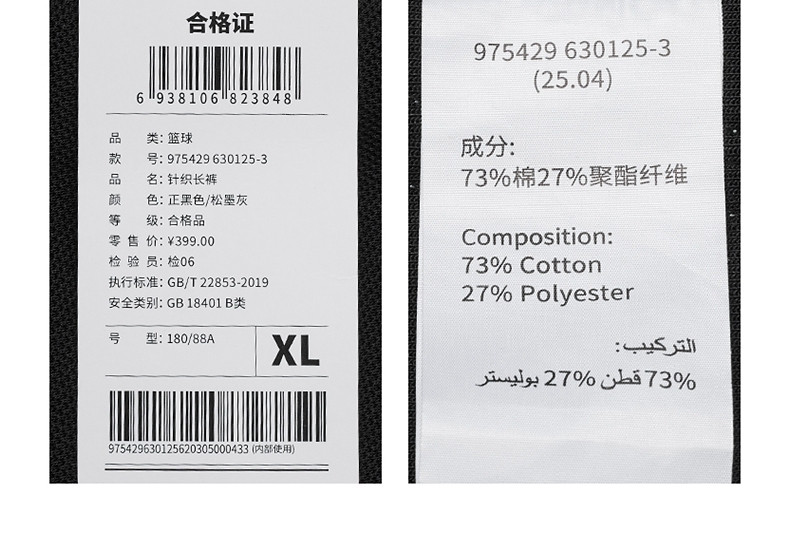 合格证
6 938106 823848
品 类: 篮球
款 号: 975429 630125-3
品 名: 针织长裤
颜 色: 正黑色/松墨灰
等 级: 合格品
零 售 价: ¥399.00
检 验 员: 检06
执行标准: GB/T 22853-2019
安全类别: GB 18401 B类
号 型: 180/88A
XL
975429630125620305000433 (内部使用)
975429 630125-3
(25.04)
成分:
73%棉27%聚酯纤维
Composition:
73% Cotton
27% Polyester
التركيب:
73% قطن 27% بوليستر